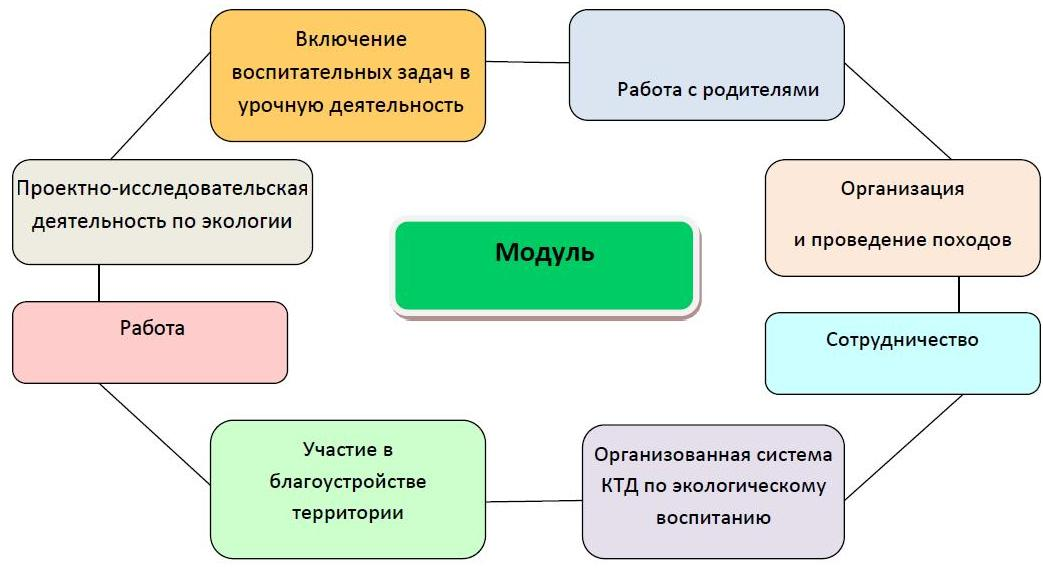 Включение
воспитательных задач в
урочную деятельность
Работа с родителями
Проектно-исследовательская
деятельность по экологии
Организация
и проведение походов
Модуль
Работа
Сотрудничество
Участие в
благоустройстве
территории
Организованная система
КТД по экологическому
воспитанию